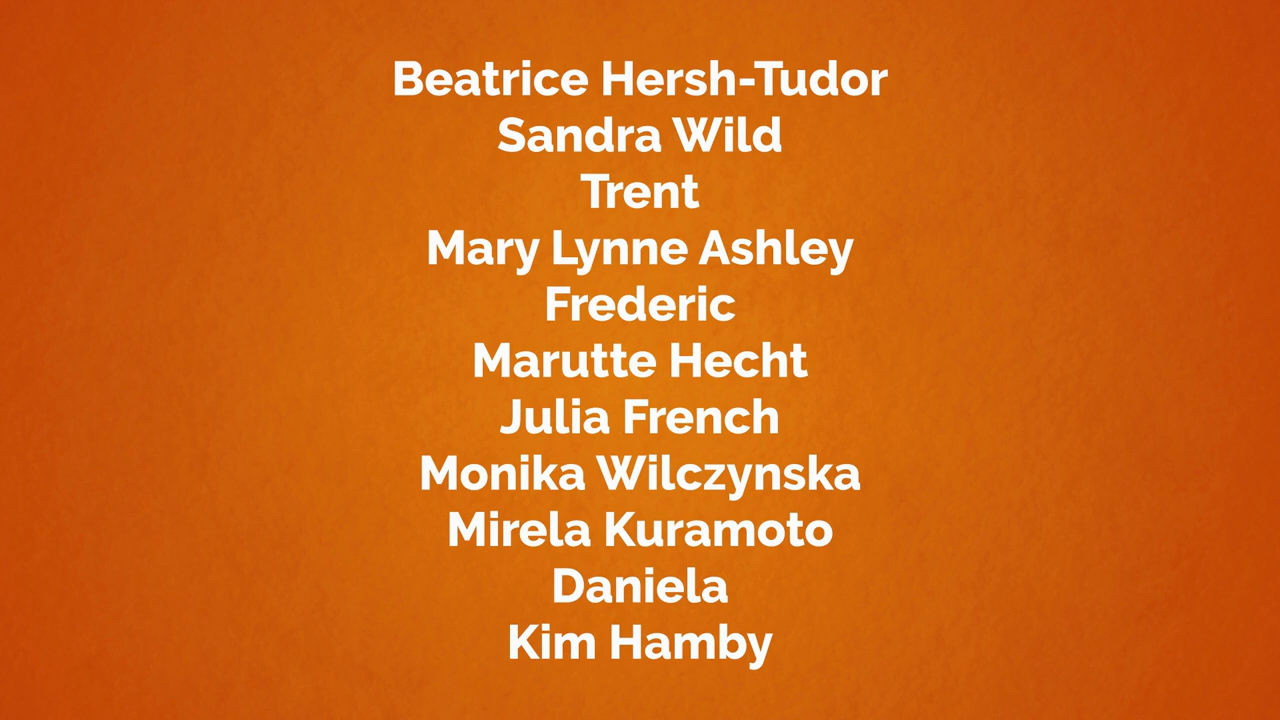 Beatrice Hersh-Tudor
Sandra Wild
Trent
Mary Lynne Ashley
Frederic
Marutte Hecht
Julia French
Monika Wilczynska
Mirela Kuramoto
Daniela
Kim Hamby